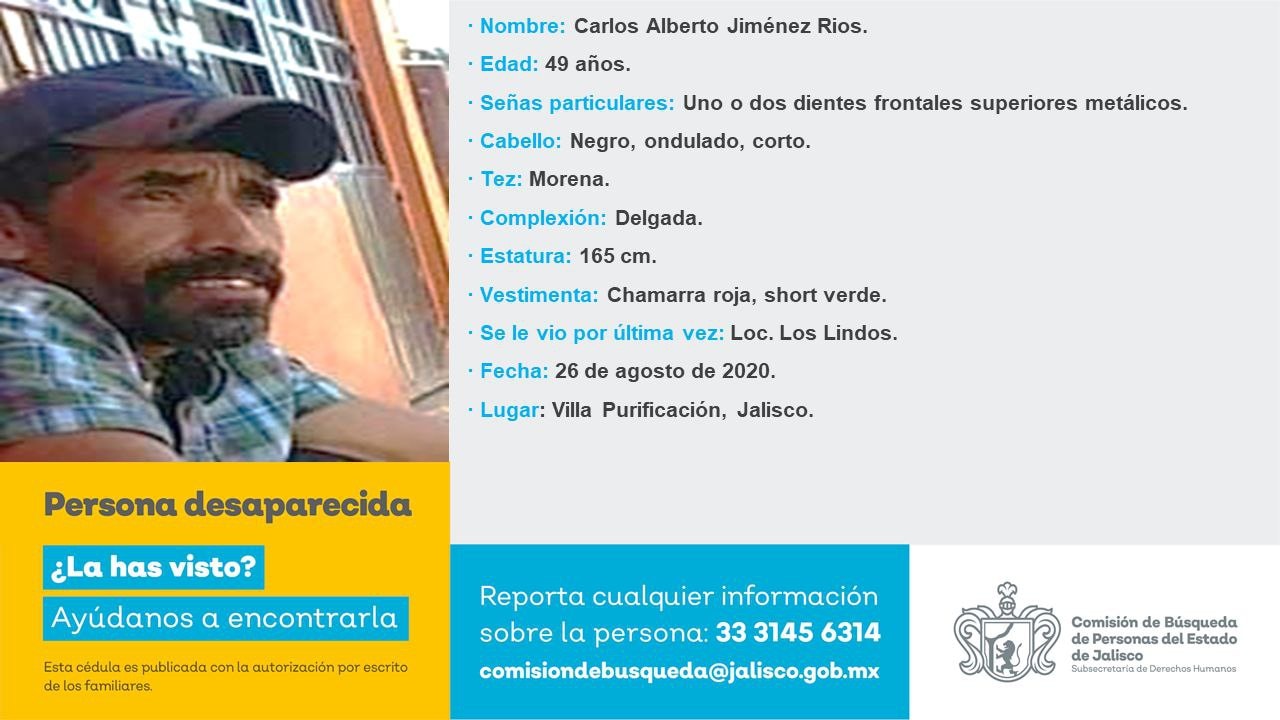 · Nombre: Carlos Alberto Jiménez Rios.
· Edad: 49 años.
· Señas particulares: Uno o dos dientes frontales superiores metálicos.
· Cabello: Negro, ondulado, corto.
· Tez: Morena.
· Complexión: Delgada.
· Estatura: 165 cm.
· Vestimenta: Chamarra roja, short verde.
· Se le vio por última vez: Loc. Los Lindos.
· Fecha: 26 de agosto de 2020.
· Lugar: Villa Purificación, Jalisco.
Persona desaparecida
¿La has visto?
Ayúdanos a encontrarla
Esta cédula es publicada con la autorización por escrito
de los familiares.
Reporta cualquier información
sobre la persona: 33 3145 6314
comisiondebusqueda@jalisco.gob.mx
Comisión de Búsqueda
de Personas del Estado
de Jalisco
Subsecretaría de Derechos Humanos